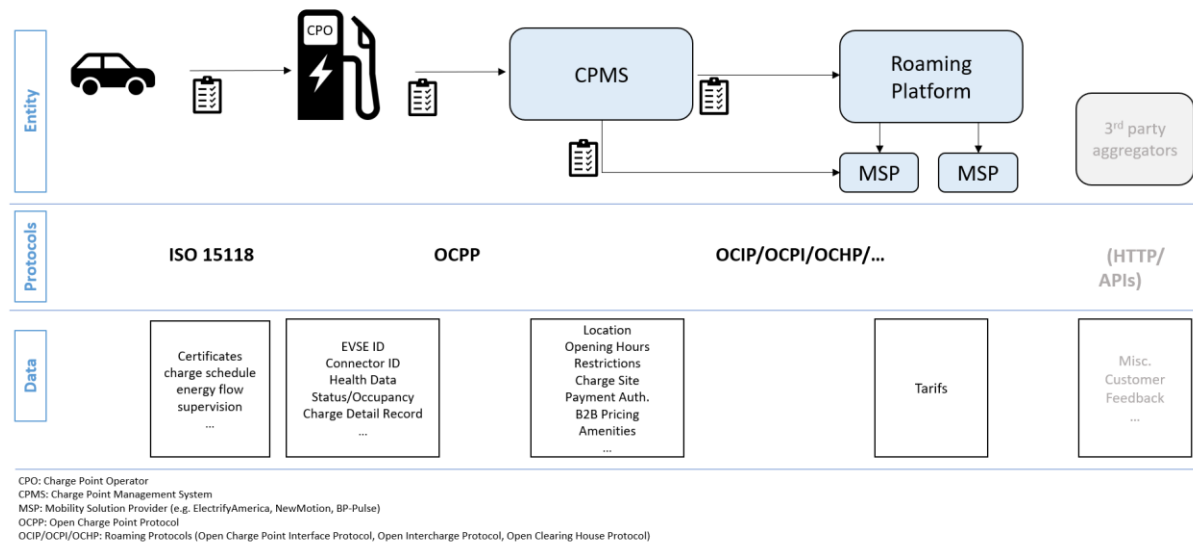 Entity
CPO
CPMS
Roaming
Platform
MSP
MSP
3rd party
aggregators
Protocols
ISO 15118
OCPP
OCIP/OCPI/OCHP/...
(HTTP/
APIs)
Data
Certificates
charge schedule
energy flow
supervision
...
EVSE ID
Connector ID
Health Data
Status/Occupancy
Charge Detail Record
...
Location
Opening Hours
Restrictions
Charge Site
Payment Auth.
B2B Pricing
Amenities
...
Tarifs
Misc.
Customer
Feedback
...
CPO: Charge Point Operator
CPMS: Charge Point Management System
MSP: Mobility Solution Provider (e.g. ElectrifyAmerica, NewMotion, BP-Pulse)
OCPP: Open Charge Point Protocol
OCIP/OCPI/OCHP: Roaming Protocols (Open Charge Point Interface Protocol, Open Intercharge Protocol, Open Clearing House Protocol)